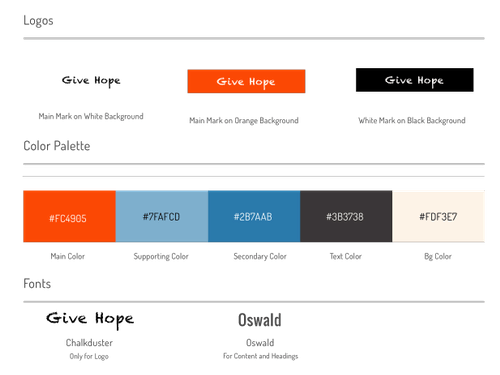 Logos
Give Hope Give Hope Give Hope
Main Mark on White Background Main Mark on Orange Background White Mark on Black Background
Color Palette
#FC4905 #7FAFCD #2B7AAB #3B3738 #FDF3E7
Main Color Supporting Color Secondary Color Text Color Bg Color
Fonts
Give Hope Oswald
Chalkduster Oswald
Only for Logo For Content and Headings